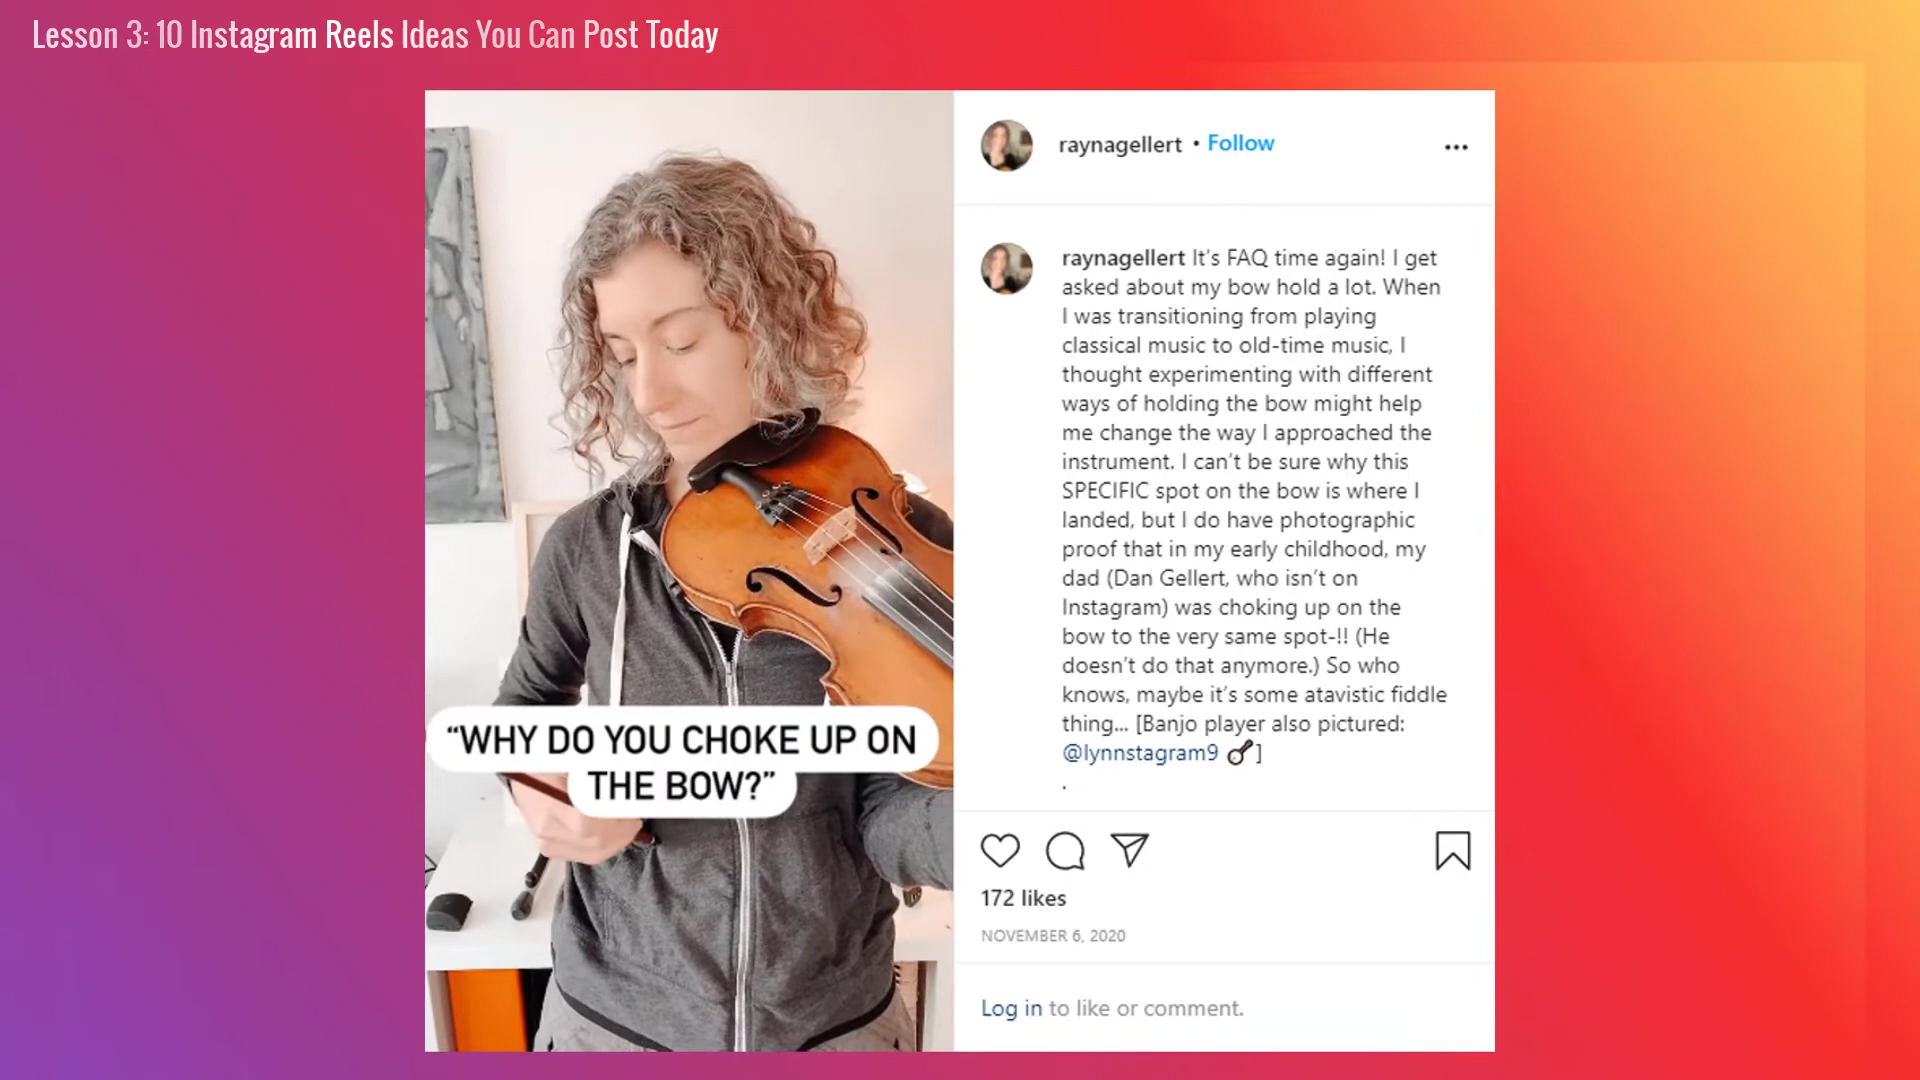 Lesson 3: 10 Instagram Reels Ideas You Can Post Today
raynagellert • Follow
raynagellert It's FAQ time again! I get
asked about my bow hold a lot. When
I was transitioning from playing
classical music to old-time music, I
thought experimenting with different
ways of holding the bow might help
me change the way I approached the
instrument. I can't be sure why this
SPECIFIC spot on the bow is where I
landed, but I do have photographic
proof that in my early childhood, my
dad (Dan Gellert, who isn't on
Instagram) was choking up on the
bow to the very same spot-!! (He
doesn't do that anymore.) So who
knows, maybe it's some atavistic fiddle
thing... [Banjo player also pictured:
@lynnstagram9 🪕]
.
“WHY DO YOU CHOKE UP ON
THE BOW?”
172 likes
NOVEMBER 6, 2020
Log in to like or comment.